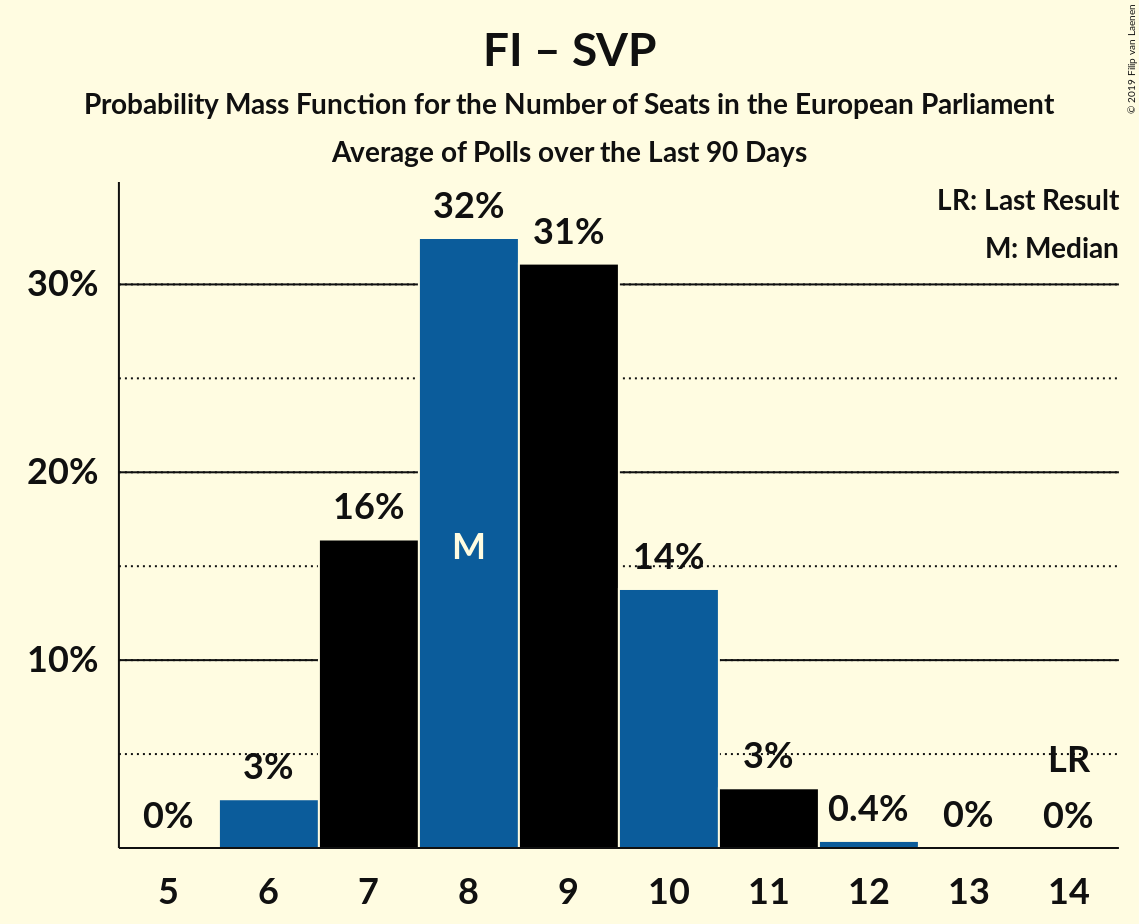 FI – SVP
Probability Mass Function for the Number of Seats in the European Parliament
Average of Polls over the Last 90 Days
© 2019 Filip van Laenen
LR: Last Result
M: Median
30%
20%
10%
0%
3%
16%
32%
M
31%
14%
3%
0.4%
0%
LR
0%
5 6 7 8 9 10 11 12 13 14